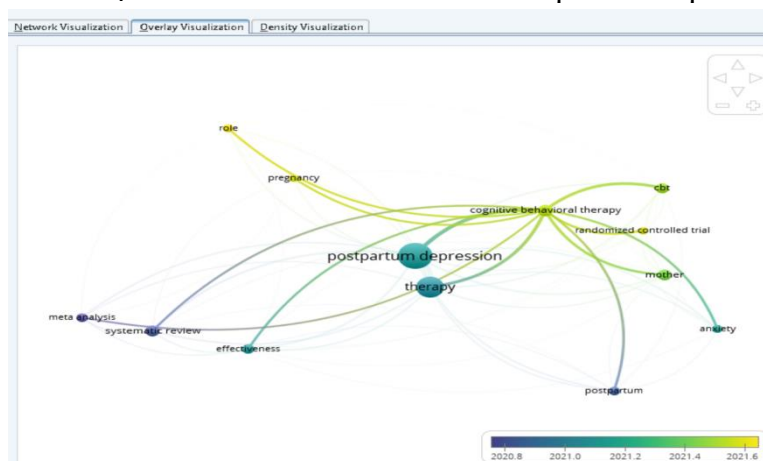 Network Visualization Overlay Visualization Density Visualization
role
pregnancy
cbt
cognitive behavioral therapy
randomized controlled trial
postpartum depression
mother
therapy
meta analysis
systematic review
anxiety
effectiveness
postpartum
2020.8 2021.0 2021.2 2021.4 2021.6